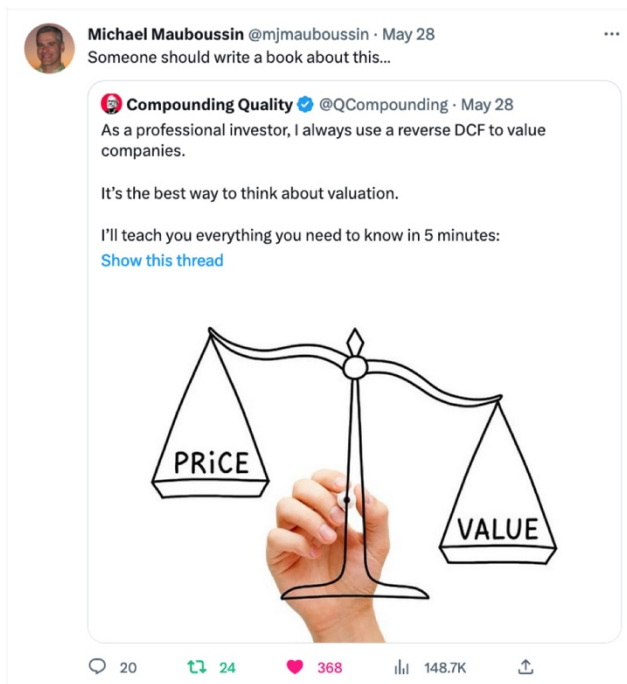 Michael Mauboussin @mjmauboussin · May 28
Someone should write a book about this...
Compounding Quality @QCompounding · May 28
As a professional investor, I always use a reverse DCF to value
companies.
It’s the best way to think about valuation.
I’ll teach you everything you need to know in 5 minutes:
Show this thread
PRiCE
VALUE
20 24 368 148.7K